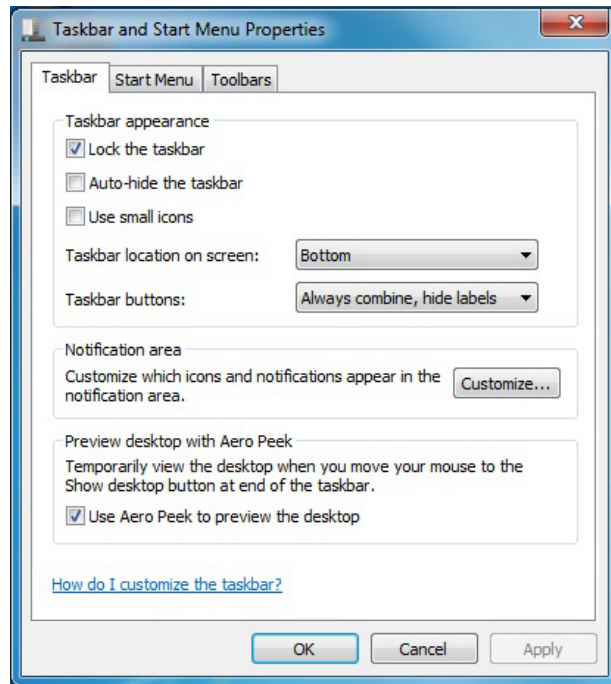 Taskbar and Start Menu Properties
Taskbar
Start Menu
Toolbars
Taskbar appearance
Lock the taskbar
Auto-hide the taskbar
Use small icons
Taskbar location on screen:
Bottom
Taskbar buttons:
Always combine, hide labels
Notification area
Customize which icons and notifications appear in the
notification area.
Customize...
Preview desktop with Aero Peek
Temporarily view the desktop when you move your mouse to the
Show desktop button at end of the taskbar.
Use Aero Peek to preview the desktop
How do I customize the taskbar?
OK
Cancel
Apply